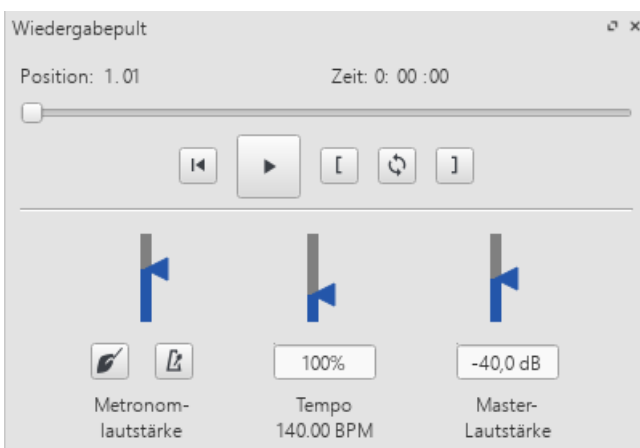 Wiedergabepult
Position: 1. 01 Zeit: 0: 00 :00
[ ]
100% -40,0 dB
Metronom- Tempo Master-
lautstärke 140.00 BPM Lautstärke